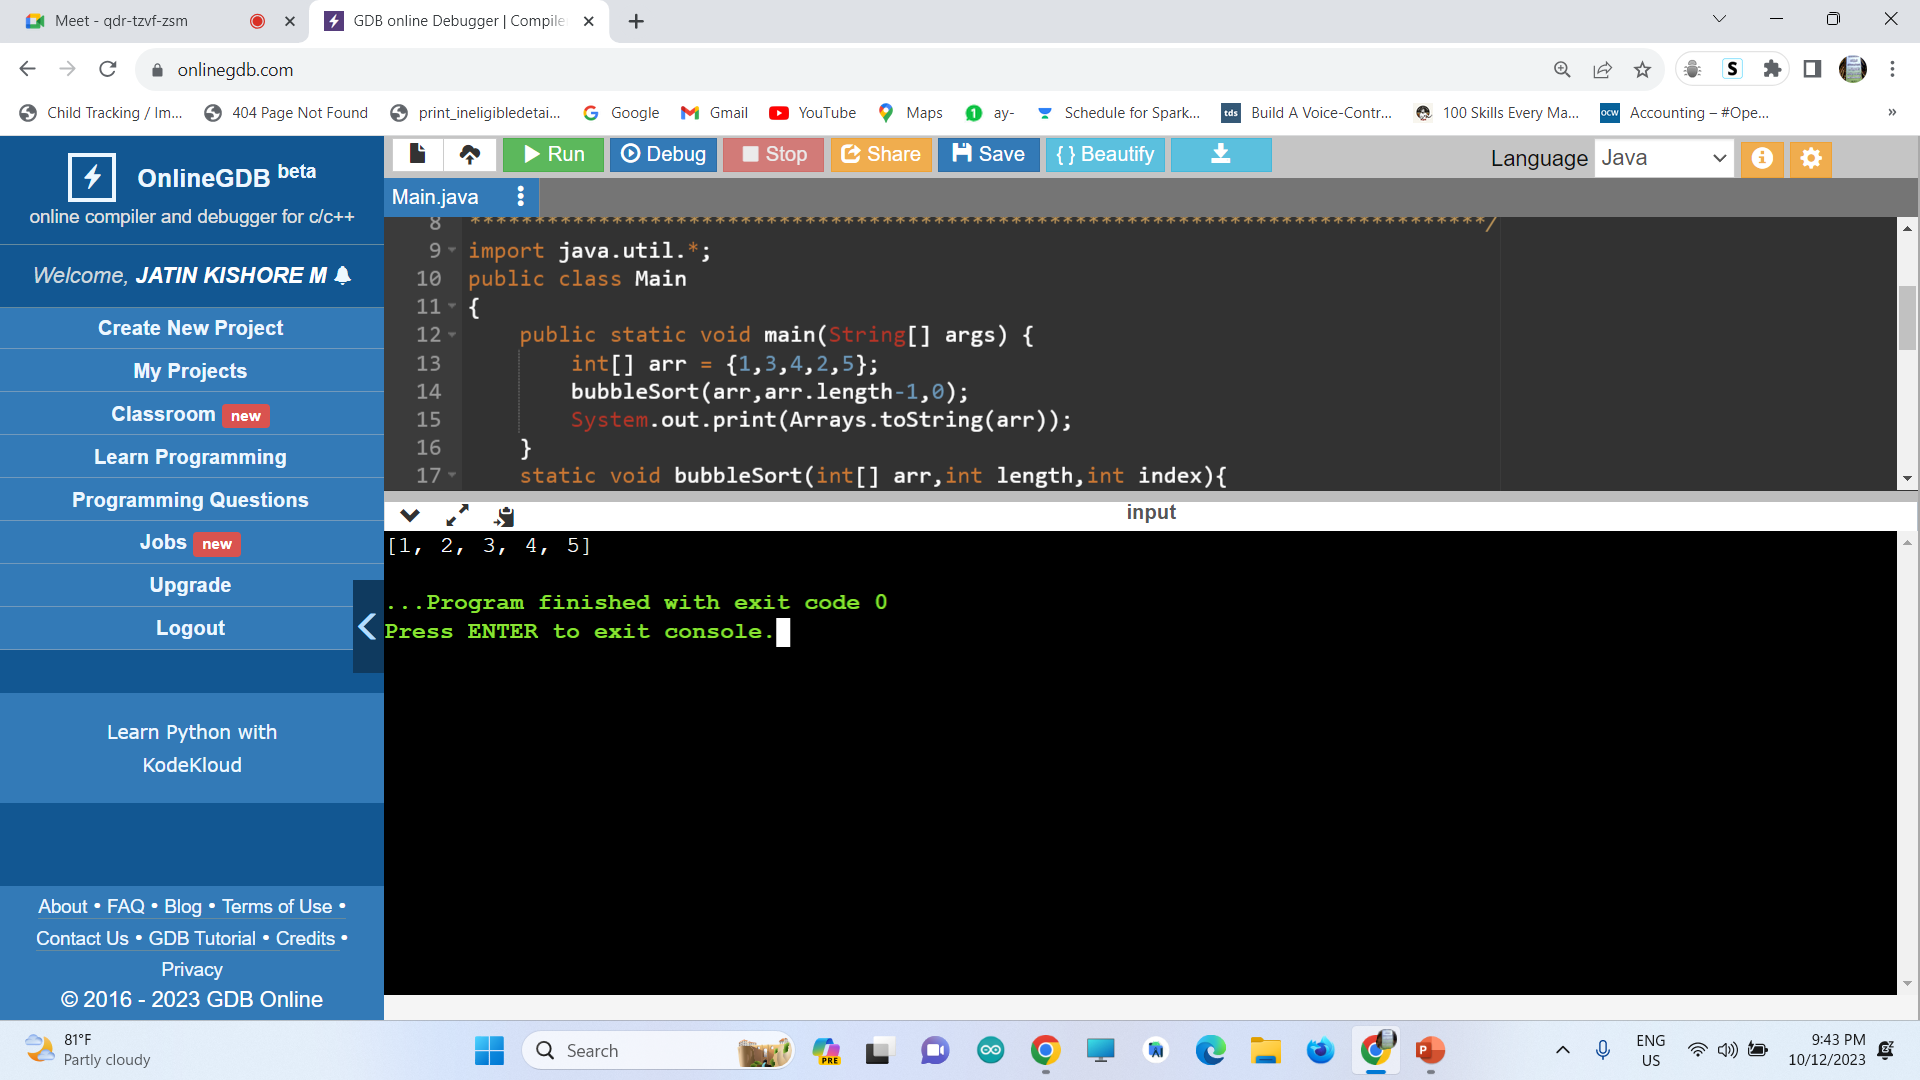 Meet - qdr-tzvf-zsm
GDB online Debugger | Compile
onlinegdb.com
Child Tracking / Im...
404 Page Not Found
print_ineligibledetai...
Google
Gmail
YouTube
Maps
ay-
Schedule for Spark...
tds
Build A Voice-Contr...
100 Skills Every Ma...
OCW
Accounting – #Ope...
»
OnlineGDB beta
online compiler and debugger for c/c++
Welcome, JATIN KISHORE M
Create New Project
My Projects
Classroom new
Learn Programming
Programming Questions
Jobs new
Upgrade
Logout
Learn Python with
KodeKloud
About • FAQ • Blog • Terms of Use •
Contact Us • GDB Tutorial • Credits •
Privacy
© 2016 - 2023 GDB Online
Run
Debug
Stop
Share
Save
{ } Beautify
Language Java
Main.java
8 *******************************************************************************/
9 import java.util.*;
10 public class Main
11 {
12 public static void main(String[] args) {
13 int[] arr = {1,3,4,2,5};
14 bubbleSort(arr,arr.length-1,0);
15 System.out.print(Arrays.toString(arr));
16 }
17 static void bubbleSort(int[] arr,int length,int index){
input
[1, 2, 3, 4, 5]
...Program finished with exit code 0
Press ENTER to exit console.
81°F
Partly cloudy
Search
PRE
ENG
US
9:43 PM
10/12/2023